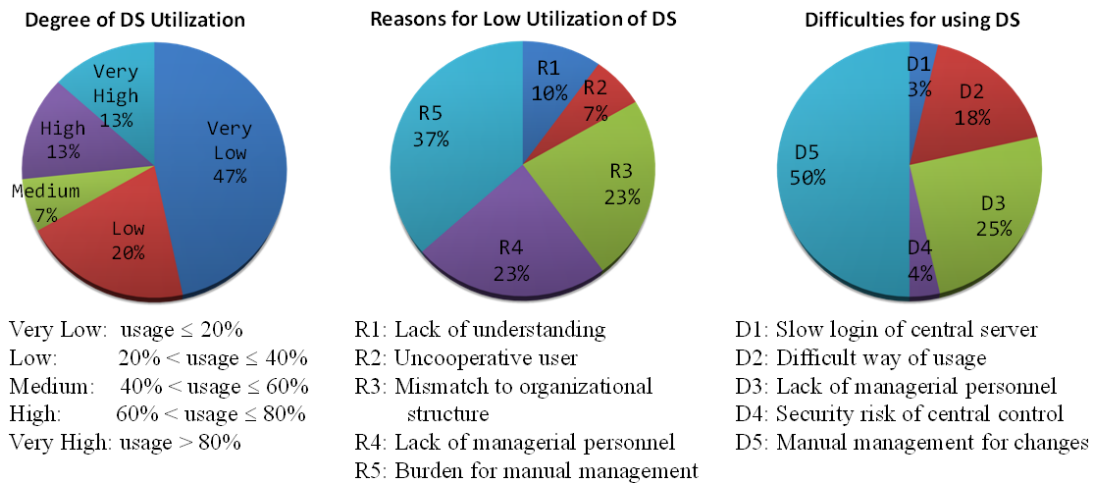 Degree of DS Utilization
Very
High
13%
High
13%
Medium
7%
Low
20%
Very
Low
47%
Very Low: usage ≤ 20%
Low: 20% < usage ≤ 40%
Medium: 40% < usage ≤ 60%
High: 60% < usage ≤ 80%
Very High: usage > 80%
Reasons for Low Utilization of DS
R1
10%
R2
7%
R3
23%
R4
23%
R5
37%
R1: Lack of understanding
R2: Uncooperative user
R3: Mismatch to organizational
structure
R4: Lack of managerial personnel
R5: Burden for manual management
Difficulties for using DS
D1
3%
D2
18%
D3
25%
D4
4%
D5
50%
D1: Slow login of central server
D2: Difficult way of usage
D3: Lack of managerial personnel
D4: Security risk of central control
D5: Manual management for changes